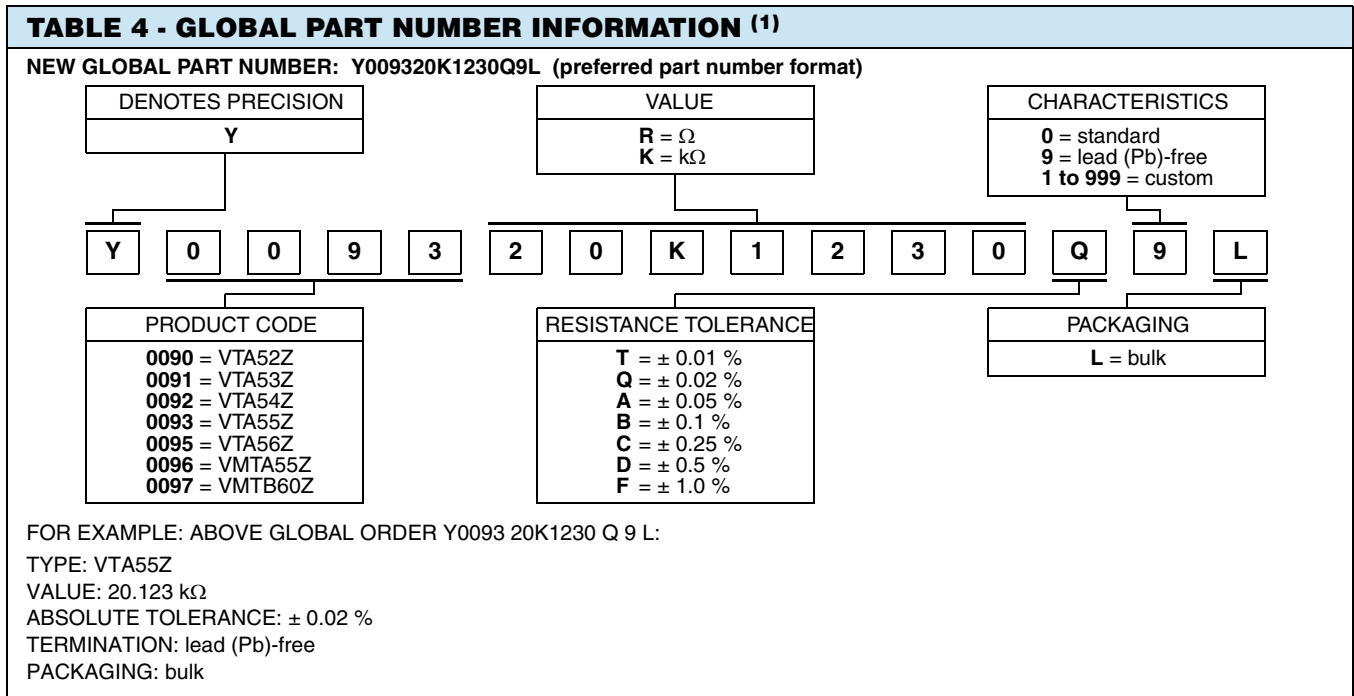 TABLE 4 - GLOBAL PART NUMBER INFORMATION (1)
NEW GLOBAL PART NUMBER: Y009320K1230Q9L (preferred part number format)
DENOTES PRECISION
Y
VALUE
R = Ω
K = kΩ
CHARACTERISTICS
0 = standard
9 = lead (Pb)-free
1 to 999 = custom
Y 0 0 9 3 2 0 K 1 2 3 0 Q 9 L
PRODUCT CODE
0090 = VTA52Z
0091 = VTA53Z
0092 = VTA54Z
0093 = VTA55Z
0095 = VTA56Z
0096 = VMTA55Z
0097 = VMTB60Z
RESISTANCE TOLERANCE
T = ± 0.01 %
Q = ± 0.02 %
A = ± 0.05 %
B = ± 0.1 %
C = ± 0.25 %
D = ± 0.5 %
F = ± 1.0 %
PACKAGING
L = bulk
FOR EXAMPLE: ABOVE GLOBAL ORDER Y0093 20K1230 Q 9 L:
TYPE: VTA55Z
VALUE: 20.123 kΩ
ABSOLUTE TOLERANCE: ± 0.02 %
TERMINATION: lead (Pb)-free
PACKAGING: bulk